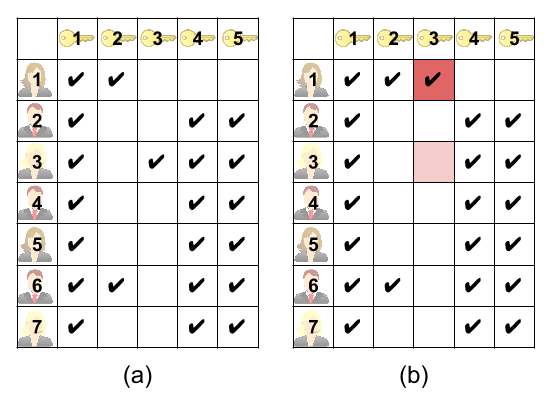 1 2 3 4 5 1 2 3 4 5
1 ✔ ✔ 1 ✔ ✔ ✔
2 ✔ ✔ ✔ 2 ✔ ✔ ✔
3 ✔ ✔ ✔ ✔ 3 ✔ ✔ ✔
4 ✔ ✔ ✔ 4 ✔ ✔ ✔
5 ✔ ✔ ✔ 5 ✔ ✔ ✔
6 ✔ ✔ ✔ ✔ 6 ✔ ✔ ✔ ✔
7 ✔ ✔ ✔ 7 ✔ ✔ ✔
(a) (b)